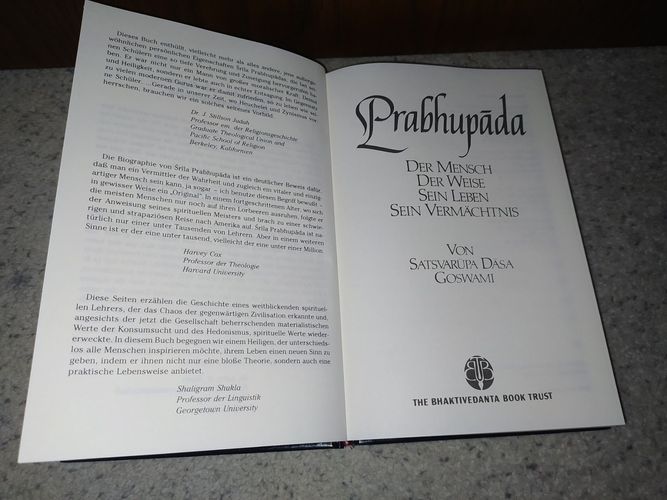 Dieses Buch enthüllt, vielleicht mehr als alles andere, jene außerge-
wöhnlichen persönlichen Eigenschaften Śrīla Prabhupādas, die bei sei-
nen Schülern eine so tiefe Verehrung und Zuneigung hervorgerufen ha-
ben. Er war nicht nur ein Mann von großer moralischer Kraft, Demut
und Heiligkeit, sondern er lebte auch in echter Entsagung. Im Gegensatz
zu vielen modernen Gurus war er damit zufrieden, so zu leben wie sei-
ne Schüler... Gerade in unserer Zeit, wo Heuchelei und Zynismus vor-
herrschen, brauchen wir ein solches seltenes Vorbild.
Dr. J. Stillson Judah
Professor em. der Religionsgeschichte
Graduate Theological Union and
Pacific School of Religion
Berkeley, Kalifornien
Die Biographie von Śrīla Prabhupāda ist ein deutlicher Beweis dafür,
daß man ein Vermittler der Wahrheit und zugleich ein vitaler und einzig-
artiger Mensch sein kann, ja sogar – ich benutze diesen Begriff bewußt –
in gewisser Weise ein „Original“. In einem fortgeschrittenen Alter, wo sich
die meisten Menschen nur noch auf ihren Lorbeeren ausruhen, folgte er
der Anweisung seines spirituellen Meisters und brach zu einer schwie-
rigen und strapaziösen Reise nach Amerika auf. Śrīla Prabhupāda ist na-
türlich nur einer unter Tausenden von Lehrern. Aber in einem weiteren
Sinne ist er der eine unter tausend, vielleicht der eine unter einer Million.
Harvey Cox
Professor der Theologie
Harvard University
Diese Seiten erzählen die Geschichte eines weitblickenden spirituel-
len Lehrers, der das Chaos der gegenwärtigen Zivilisation erkannte und,
angesichts der jetzt die Gesellschaft beherrschenden materialistischen
Werte der Konsumsucht und des Hedonismus, spirituelle Werte wieder-
erweckte. In diesem Buch begegnen wir einem Heiligen, der unterschieds-
los alle Menschen inspirieren möchte, ihrem Leben einen neuen Sinn zu
geben, indem er ihnen nicht nur eine bloße Theorie, sondern auch eine
praktische Lebensweise anbietet.
Shaligram Shukla
Professor der Linguistik
Georgetown University
Prabhupāda
DER MENSCH
DER WEISE
SEIN LEBEN
SEIN VERMÄCHTNIS
VON
SATSVARUPA DĀSA
GOSWAMI
BBT
THE BHAKTIVEDANTA BOOK TRUST